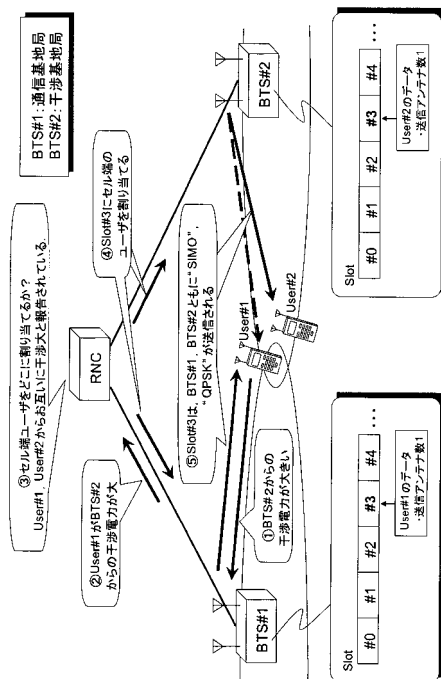 BTS#1：通信基地局
BTS#2：干渉基地局
③セル端ユーザをどこに割り当てるか？
User#1，User#2からお互いに干渉大と報告されている
RNC
④Slot#3にセル端の
ユーザを割り当てる
②User#1がBTS#2
からの干渉電力が大
⑤Slot#3は，BTS#1，BTS#2 ともに“SIMO”，
“QPSK”が送信される
①BTS#2からの
干渉電力が大きい
User#1
User#2
BTS#1
BTS#2
Slot
#0 #1 #2 #3 #4 …
User#1のデータ
・送信アンテナ数1
Slot
#0 #1 #2 #3 #4 …
User#2のデータ
・送信アンテナ数1